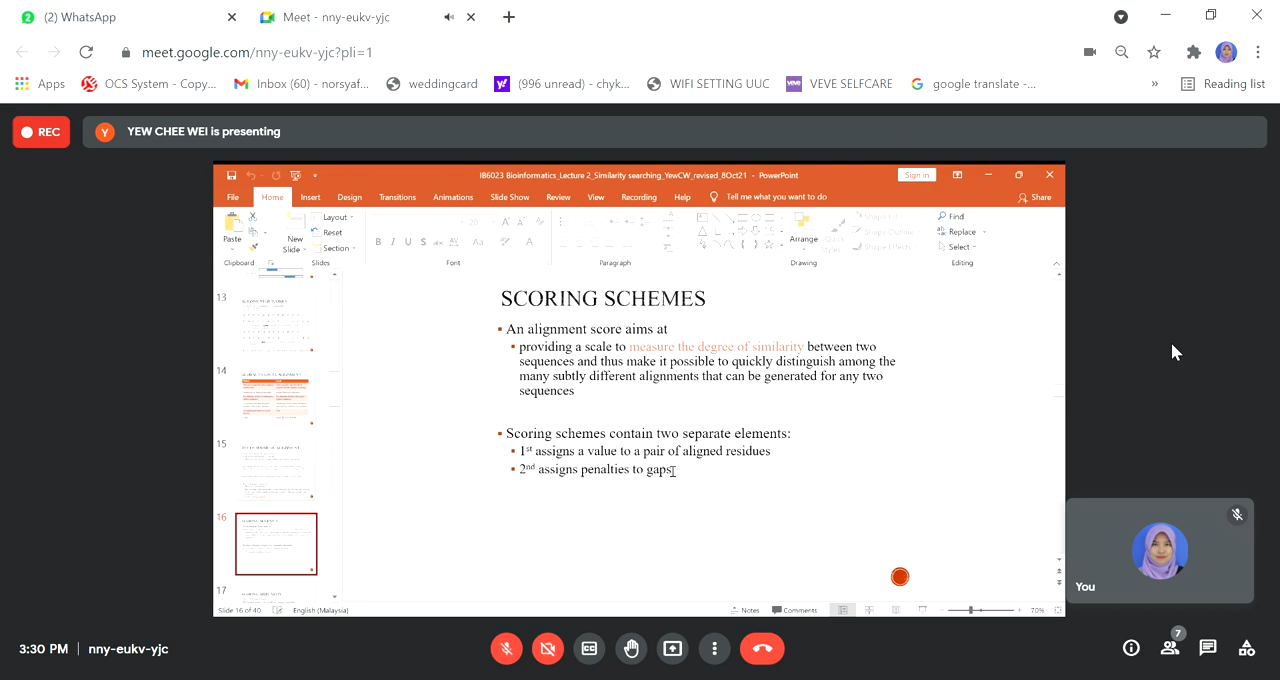 (2) WhatsApp
Meet - nny-eukv-yjc
meet.google.com/nny-eukv-yjc?pli=1
Apps
OCS System - Copy...
Inbox (60) - norsyaf...
weddingcard
(996 unread) - chyk...
WIFI SETTING UUC
VEVE SELFCARE
google translate -...
»
Reading list
REC
Y
YEW CHEE WEI is presenting
IB6023 Bioinformatics_Lecture 2_Similarity searching_YewCW_revised_8Oct21 - PowerPoint
Sign in
File
Home
Insert
Design
Transitions
Animations
Slide Show
Review
View
Recording
Help
Tell me what you want to do
Share
Paste
Clipboard
New
Slide
Layout
Reset
Section
Slides
Font
Paragraph
Arrange
Quick
Styles
Shape Fill
Shape Outline
Shape Effects
Drawing
Find
Replace
Select
Editing
13
14
15
16
17
SCORING SCHEMES
▪ An alignment score aims at
▪ providing a scale to measure the degree of similarity between two
sequences and thus make it possible to quickly distinguish among the
many subtly different alignments that can be generated for any two
sequences
▪ Scoring schemes contain two separate elements:
▪ 1st assigns a value to a pair of aligned residues
▪ 2nd assigns penalties to gaps
Slide 16 of 40
English (Malaysia)
Notes
Comments
70%
You
3:30 PM | nny-eukv-yjc
7